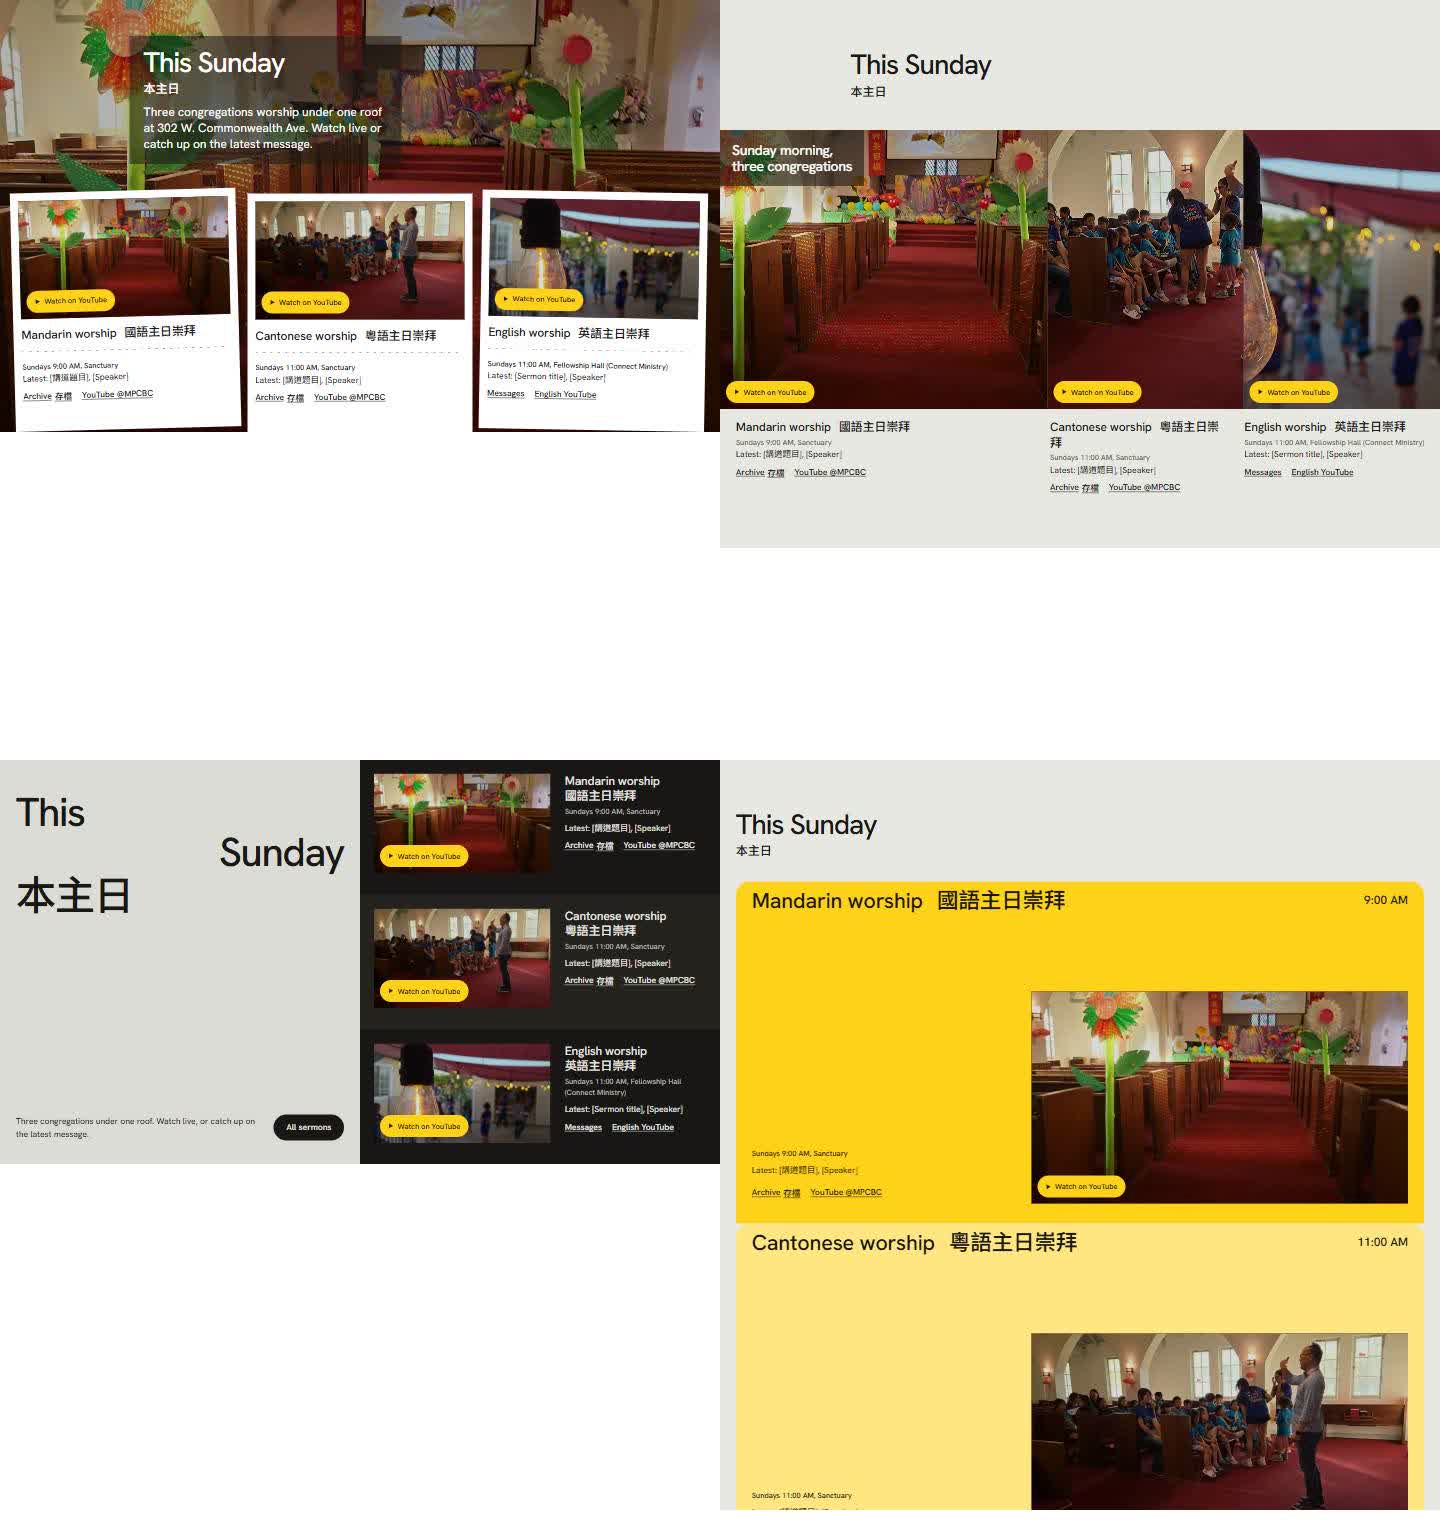 This Sunday
本主日
Three congregations worship under one roof
at 302 W. Commonwealth Ave. Watch live or
catch up on the latest message.
Watch on YouTube
Mandarin worship 國語主日崇拜
Sundays 9:00 AM, Sanctuary
Latest: [講道題目], [Speaker]
Archive 存檔 YouTube @MPCBC
Watch on YouTube
Cantonese worship 粵語主日崇拜
Sundays 11:00 AM, Sanctuary
Latest: [講道題目], [Speaker]
Archive 存檔 YouTube @MPCBC
Watch on YouTube
English worship 英語主日崇拜
Sundays 11:00 AM, Fellowship Hall (Connect Ministry)
Latest: [Sermon title], [Speaker]
Messages English YouTube
This Sunday
本主日
Sunday morning,
three congregations
Watch on YouTube
Mandarin worship 國語主日崇拜
Sundays 9:00 AM, Sanctuary
Latest: [講道題目], [Speaker]
Archive 存檔 YouTube @MPCBC
Watch on YouTube
Cantonese worship 粵語主日崇
拜
Sundays 11:00 AM, Sanctuary
Latest: [講道題目], [Speaker]
Archive 存檔 YouTube @MPCBC
Watch on YouTube
English worship 英語主日崇拜
Sundays 11:00 AM, Fellowship Hall (Connect Ministry)
Latest: [Sermon title], [Speaker]
Messages English YouTube
This
Sunday
本主日
Three congregations under one roof. Watch live, or catch up on
the latest message.
All sermons
Watch on YouTube
Mandarin worship
國語主日崇拜
Sundays 9:00 AM, Sanctuary
Latest: [講道題目], [Speaker]
Archive 存檔 YouTube @MPCBC
Watch on YouTube
Cantonese worship
粵語主日崇拜
Sundays 11:00 AM, Sanctuary
Latest: [講道題目], [Speaker]
Archive 存檔 YouTube @MPCBC
Watch on YouTube
English worship
英語主日崇拜
Sundays 11:00 AM, Fellowship Hall
(Connect Ministry)
Latest: [Sermon title], [Speaker]
Messages English YouTube
This Sunday
本主日
Mandarin worship 國語主日崇拜
9:00 AM
Sundays 9:00 AM, Sanctuary
Latest: [講道題目], [Speaker]
Archive 存檔 YouTube @MPCBC
Watch on YouTube
Cantonese worship 粵語主日崇拜
11:00 AM
Sundays 11:00 AM, Sanctuary